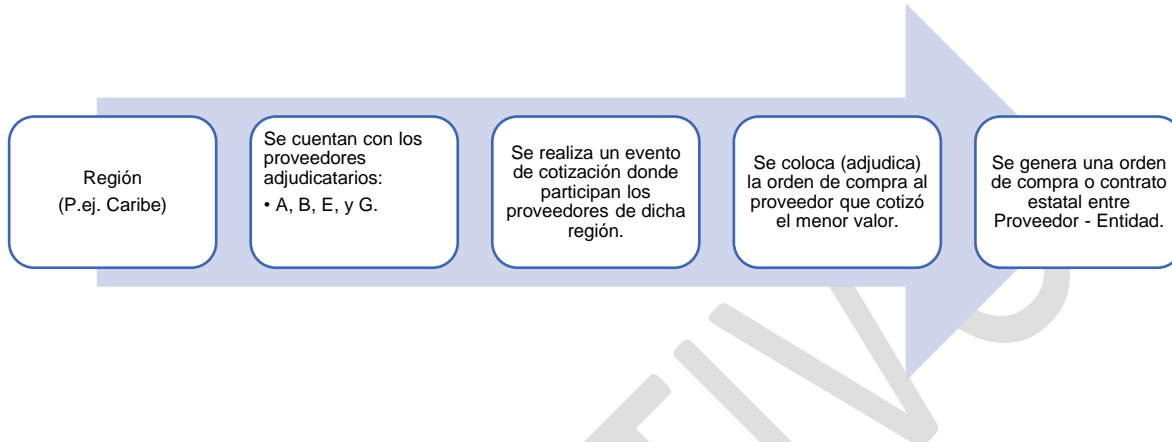 Región
(P.ej. Caribe)
Se cuentan con los
proveedores
adjudicatarios:
• A, B, E, y G.
Se realiza un evento
de cotización donde
participan los
proveedores de dicha
región.
Se coloca (adjudica)
la orden de compra al
proveedor que cotizó
el menor valor.
Se genera una orden
de compra o contrato
estatal entre
Proveedor - Entidad.